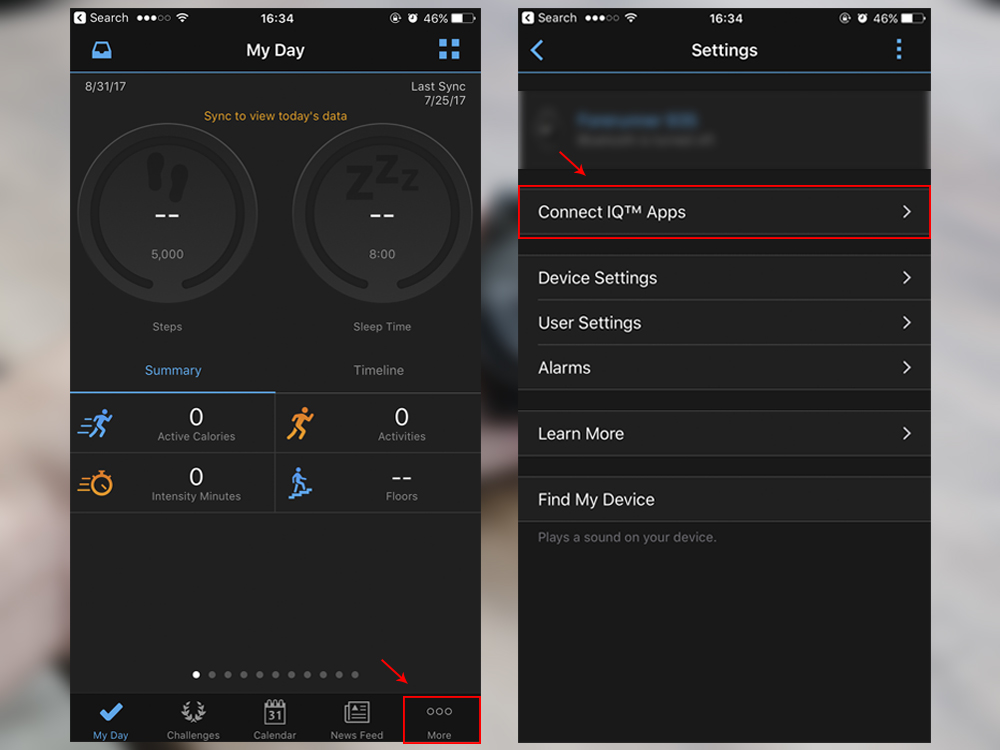 Search
16:34
46%
My Day
8/31/17
Last Sync
7/25/17
Sync to view today's data
zzz
--
5,000
Steps
--
8:00
Sleep Time
Summary
Timeline
0
Active Calories
0
Activities
0
Intensity Minutes
--
Floors
My Day
Challenges
31
Calendar
News Feed
More
Search
16:34
46%
Settings
Connect IQ™ Apps
Device Settings
User Settings
Alarms
Learn More
Find My Device
Plays a sound on your device.